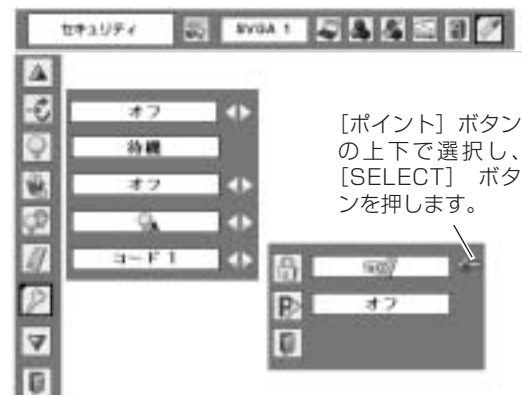 セキュリティ
SVGA 1
オフ
待機
オフ
コード 1
オフ
［ポイント］ボタン
の上下で選択し、
［SELECT］ ボタ
ンを押します。